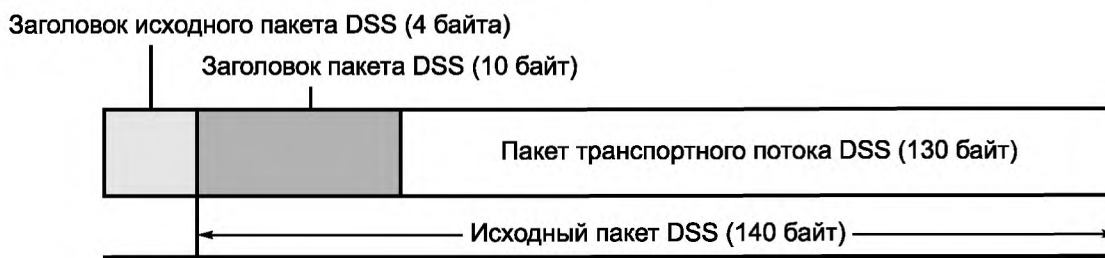 Заголовок исходного пакета DSS (4 байта)
Заголовок пакета DSS (10 байт)
Пакет транспортного потока DSS (130 байт)
Исходный пакет DSS (140 байт)